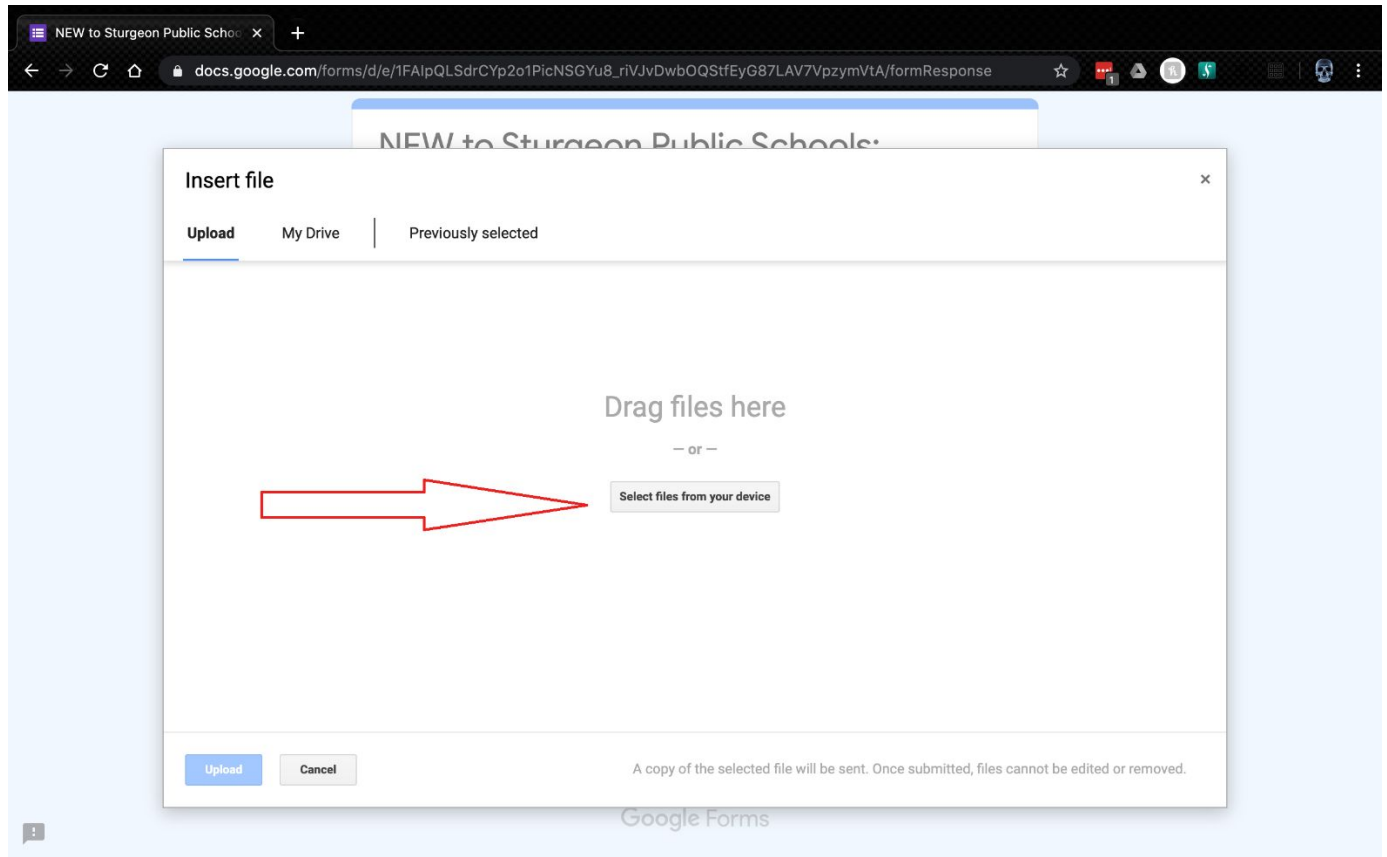 NEW to Sturgeon Public Schoo
docs.google.com/forms/d/e/1FAIpQLSdrCYp2o1PicNSGYu8_riVJvDwbOQStfEyG87LAV7VpzymVtA/formResponse
1
NEW to Sturgeon Public Schools:
Insert file
Upload My Drive Previously selected
Drag files here
— or —
Select files from your device
Upload Cancel A copy of the selected file will be sent. Once submitted, files cannot be edited or removed.
Google Forms